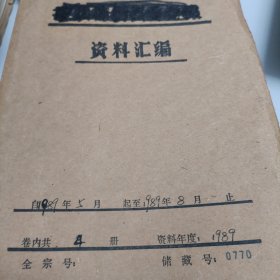 资料汇编
自1989年5月 起至1989年8月 止
卷内共 4 册 资料年度：1989
全宗号： 储藏号：0770